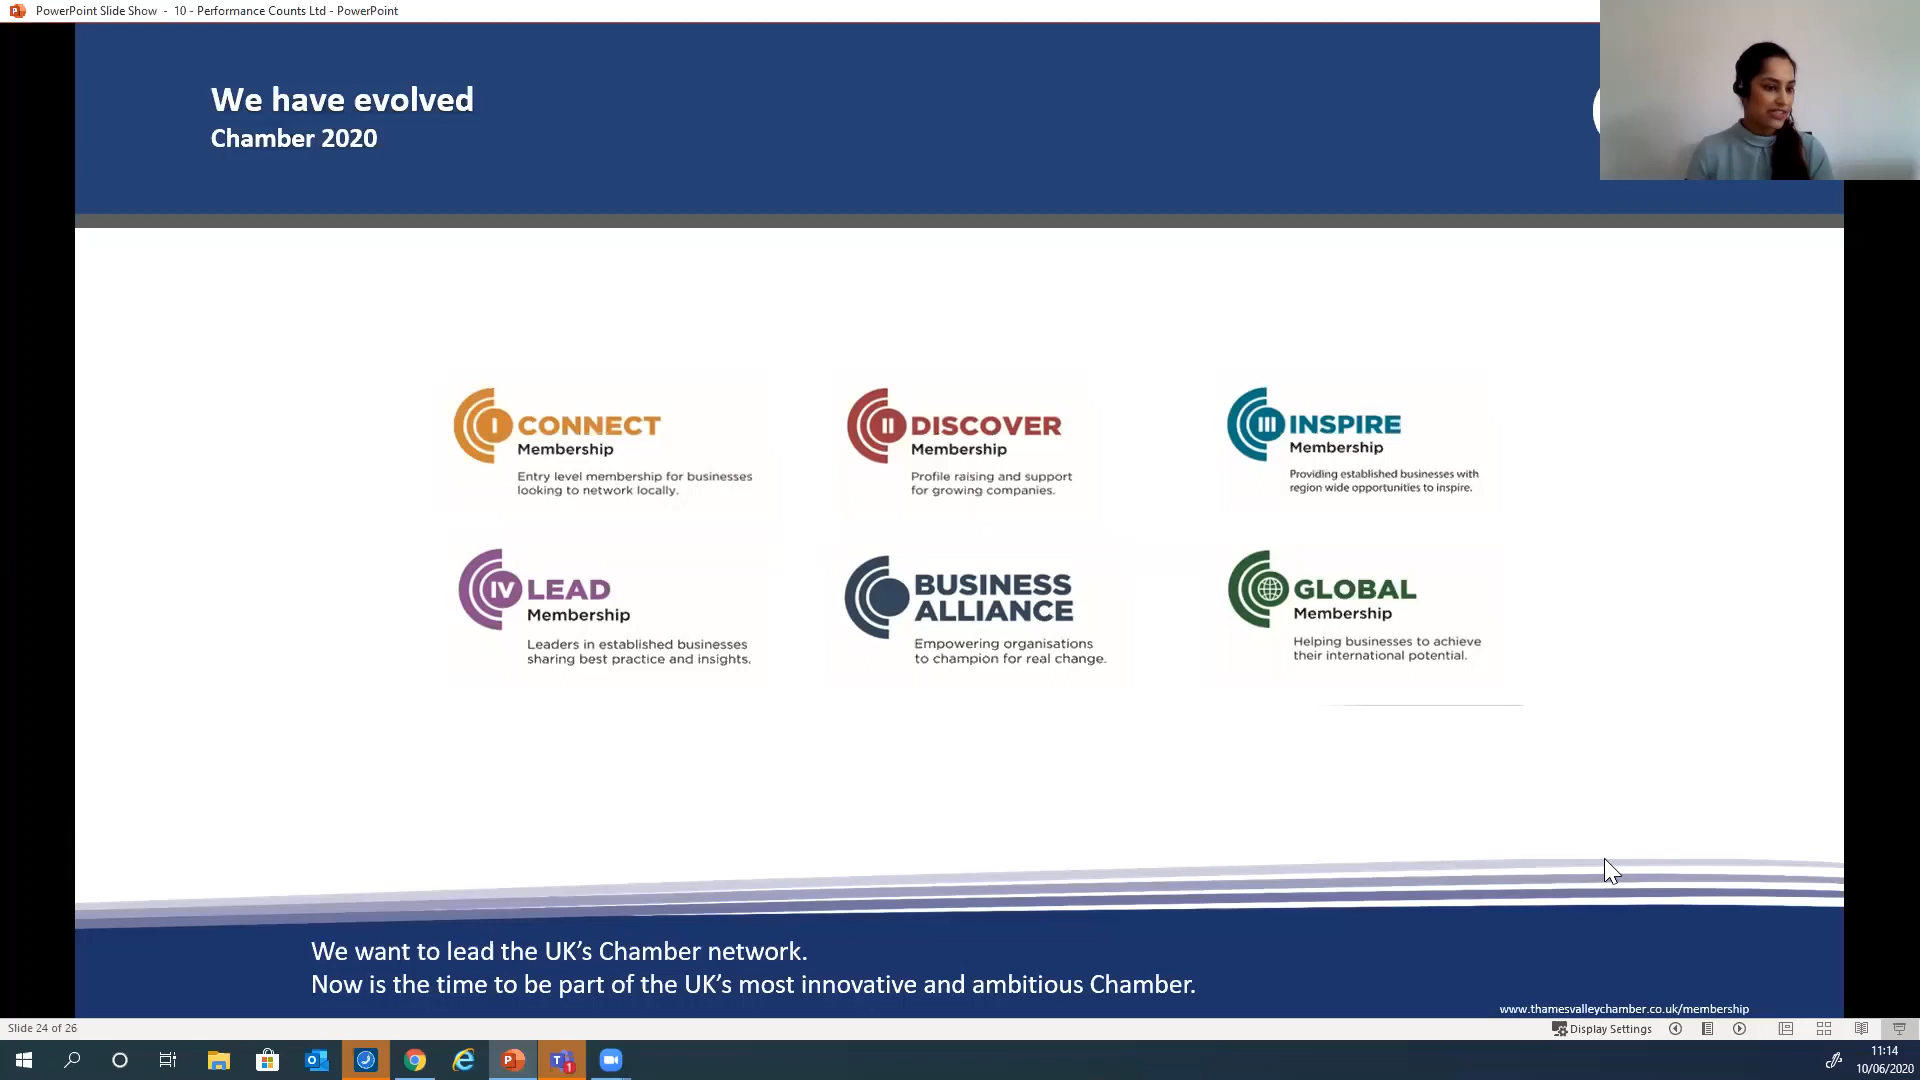 PowerPoint Slide Show - 10 - Performance Counts Ltd - PowerPoint
We have evolved
Chamber 2020
I CONNECT
Membership
Entry level membership for businesses
looking to network locally.
II DISCOVER
Membership
Profile raising and support
for growing companies.
III INSPIRE
Membership
Providing established businesses with
region wide opportunities to inspire.
IV LEAD
Membership
Leaders in established businesses
sharing best practice and insights.
BUSINESS
ALLIANCE
Empowering organisations
to champion for real change.
GLOBAL
Membership
Helping businesses to achieve
their international potential.
We want to lead the UK’s Chamber network.
Now is the time to be part of the UK’s most innovative and ambitious Chamber.
www.thamesvalleychamber.co.uk/membership
Slide 24 of 26
Display Settings
11:14
10/06/2020